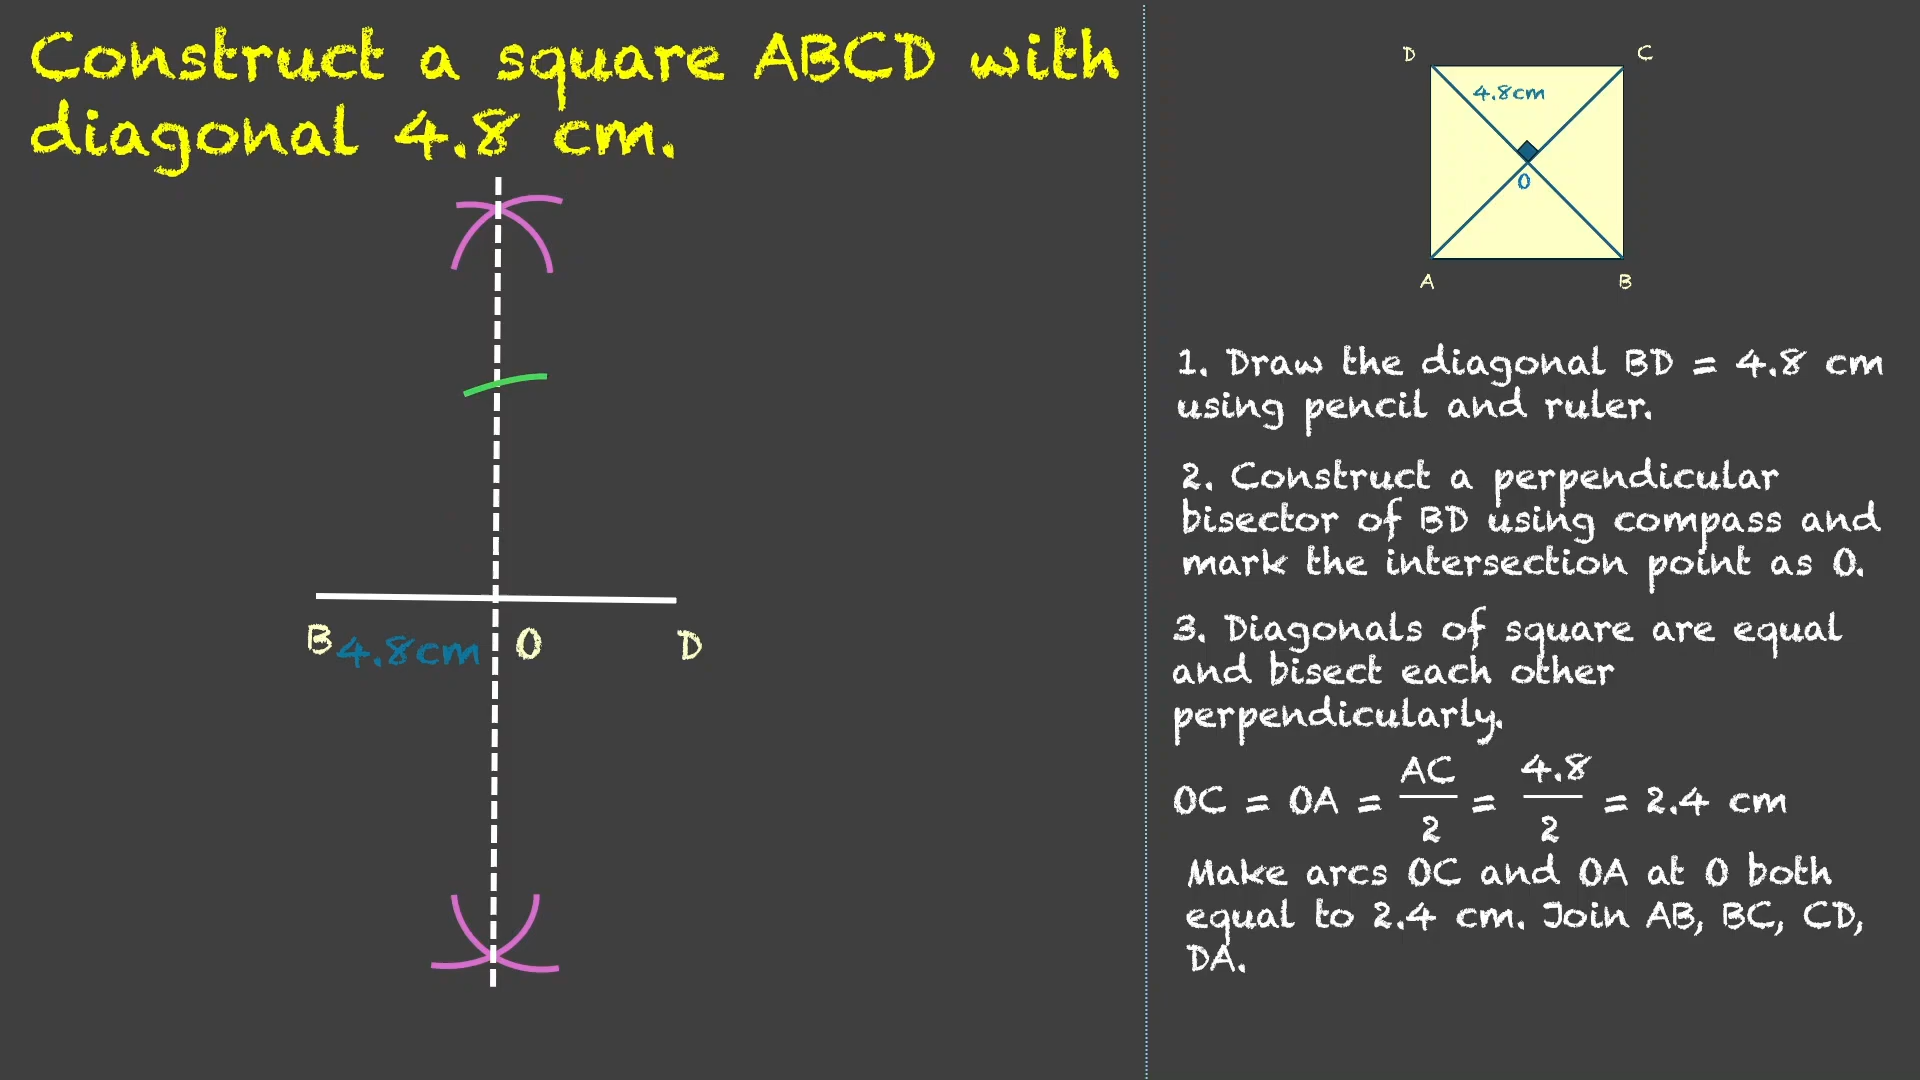 Construct a square ABCD with
diagonal 4.8 cm.
B
4.8cm
O
D
D
C
4.8cm
O
A
B
1. Draw the diagonal BD = 4.8 cm
using pencil and ruler.
2. Construct a perpendicular
bisector of BD using compass and
mark the intersection point as O.
3. Diagonals of square are equal
and bisect each other
perpendicularly.
OC = OA = AC/2 = 4.8/2 = 2.4 cm
Make arcs OC and OA at O both
equal to 2.4 cm. Join AB, BC, CD,
DA.